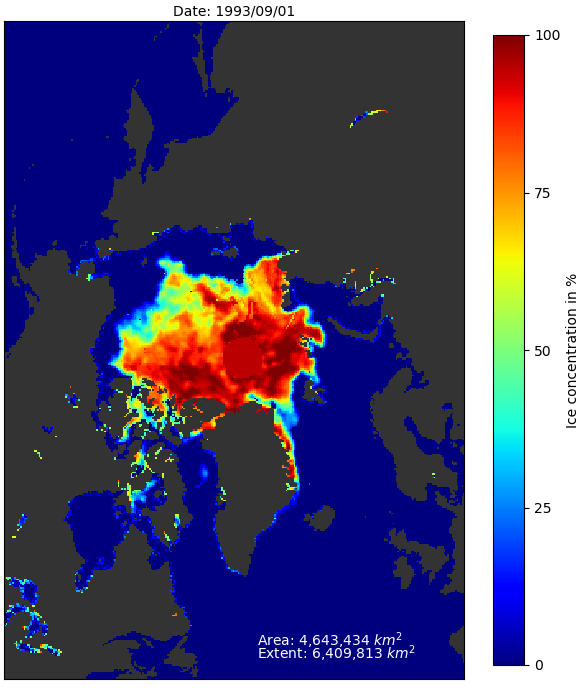 Date: 1993/09/01
100
75
50
25
0
Ice concentration in %
Area: 4,643,434 km²
Extent: 6,409,813 km²